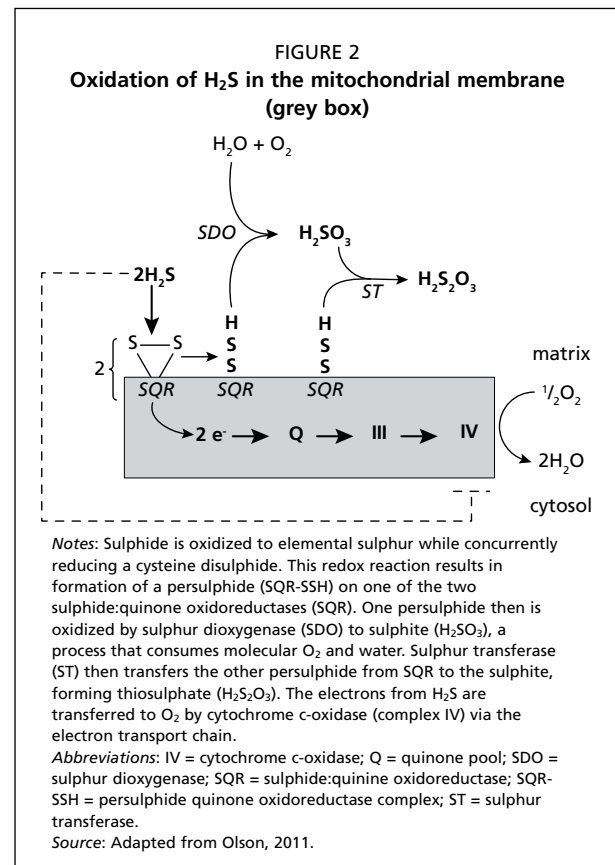 FIGURE 2
Oxidation of H₂S in the mitochondrial membrane
(grey box)
H₂O + O₂
SDO
H₂SO₃
2H₂S
ST
H₂S₂O₃
H
H
S
S
S
S
S
S
2
SQR
SQR
SQR
matrix
¹/₂O₂
2 e⁻
Q
III
IV
2H₂O
cytosol
Notes: Sulphide is oxidized to elemental sulphur while concurrently
reducing a cysteine disulphide. This redox reaction results in
formation of a persulphide (SQR-SSH) on one of the two
sulphide:quinone oxidoreductases (SQR). One persulphide then is
oxidized by sulphur dioxygenase (SDO) to sulphite (H₂SO₃), a
process that consumes molecular O₂ and water. Sulphur transferase
(ST) then transfers the other persulphide from SQR to the sulphite,
forming thiosulphate (H₂S₂O₃). The electrons from H₂S are
transferred to O₂ by cytochrome c-oxidase (complex IV) via the
electron transport chain.
Abbreviations: IV = cytochrome c-oxidase; Q = quinone pool; SDO =
sulphur dioxygenase; SQR = sulphide:quinine oxidoreductase; SQR-
SSH = persulphide quinone oxidoreductase complex; ST = sulphur
transferase.
Source: Adapted from Olson, 2011.